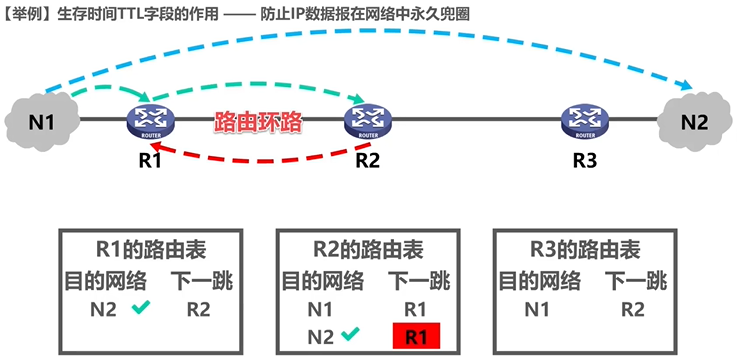 【举例】生存时间TTL字段的作用 —— 防止IP数据报在网络中永久兜圈
N1
ROUTER
路由环路
ROUTER
ROUTER
N2
R1
R2
R3
R1的路由表
目的网络 下一跳
N2 R2
R2的路由表
目的网络 下一跳
N1 R1
N2 R1
R3的路由表
目的网络 下一跳
N1 R2